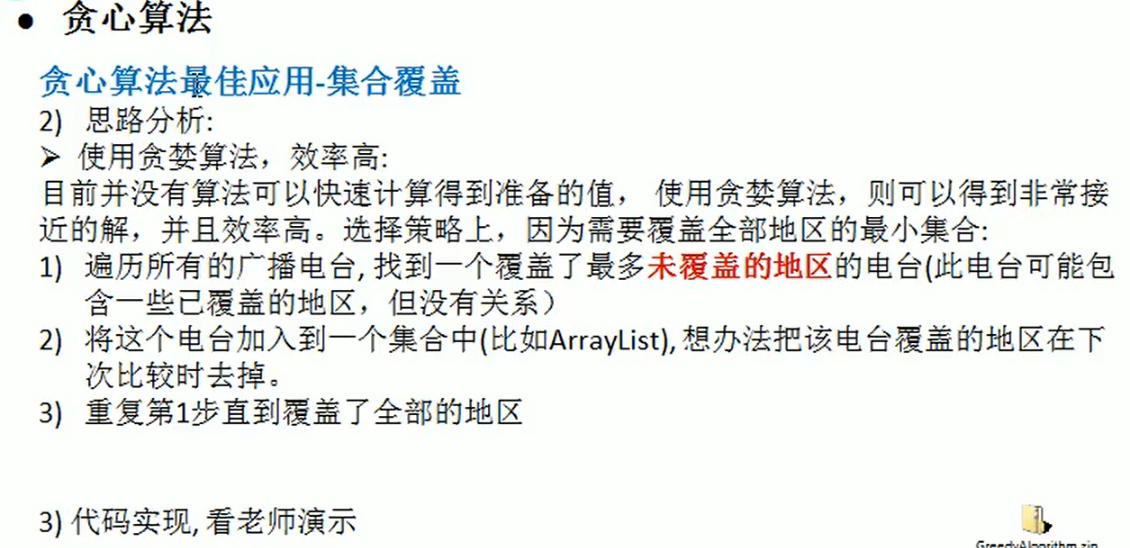 ● 贪心算法
贪心算法最佳应用-集合覆盖
2) 思路分析:
➢ 使用贪婪算法，效率高:
目前并没有算法可以快速计算得到准备的值， 使用贪婪算法，则可以得到非常接
近的解，并且效率高。选择策略上，因为需要覆盖全部地区的最小集合:
1) 遍历所有的广播电台, 找到一个覆盖了最多未覆盖的地区的电台(此电台可能包
含一些已覆盖的地区，但没有关系）
2) 将这个电台加入到一个集合中(比如ArrayList), 想办法把该电台覆盖的地区在下
次比较时去掉。
3) 重复第1步直到覆盖了全部的地区
3) 代码实现, 看老师演示
GreedyAlgorithm.zip